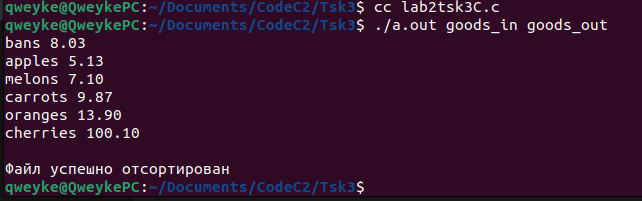 qweyke@QweykePC:~/Documents/CodeC2/Tsk3$ cc lab2tsk3C.c
qweyke@QweykePC:~/Documents/CodeC2/Tsk3$ ./a.out goods_in goods_out
bans 8.03
apples 5.13
melons 7.10
carrots 9.87
oranges 13.90
cherries 100.10
Файл успешно отсортирован
qweyke@QweykePC:~/Documents/CodeC2/Tsk3$